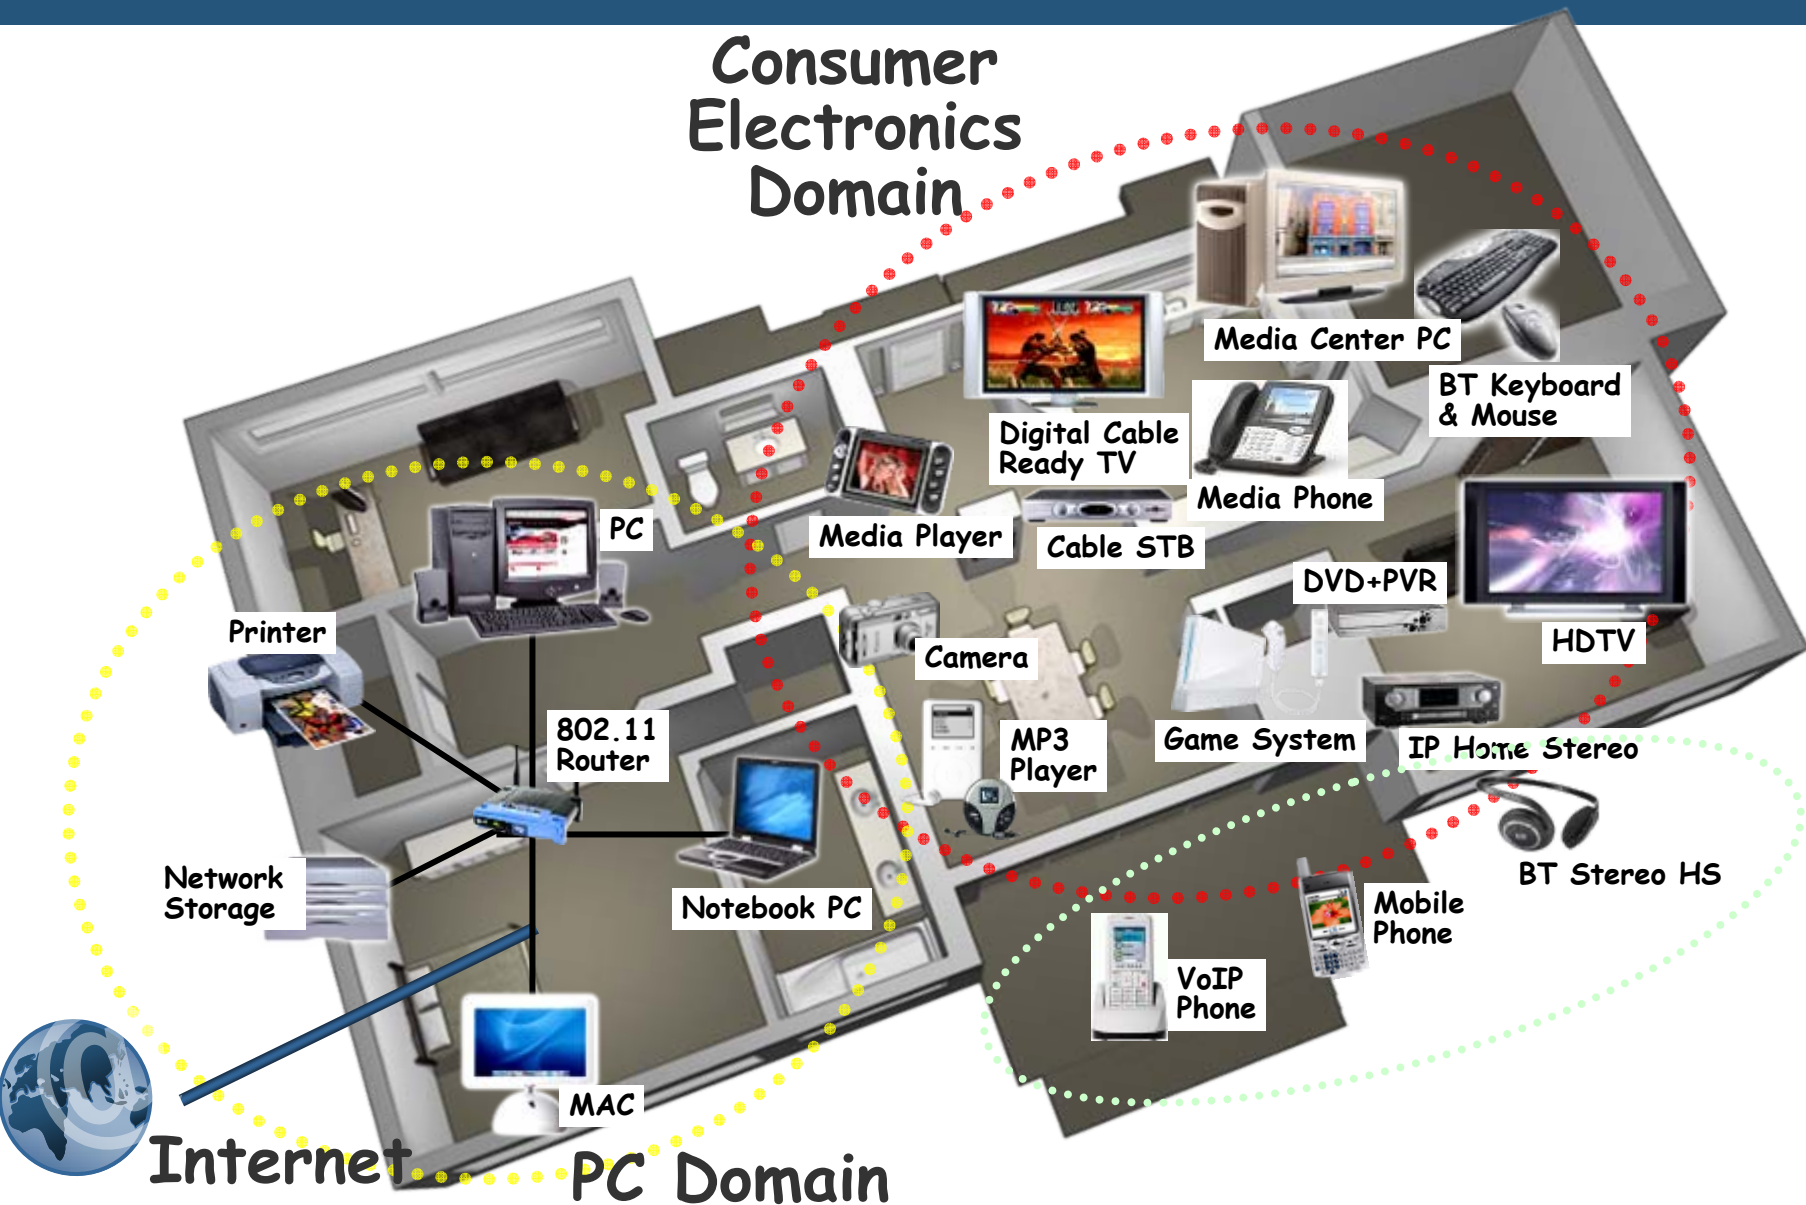 Consumer
Electronics
Domain
Media Center PC
BT Keyboard
& Mouse
Digital Cable
Ready TV
Media Phone
Media Player
Cable STB
PC
DVD+PVR
Printer
HDTV
Camera
802.11
Router
MP3
Player
Game System
IP Home Stereo
Network
Storage
Notebook PC
BT Stereo HS
Mobile
Phone
VoIP
Phone
MAC
Internet
PC Domain